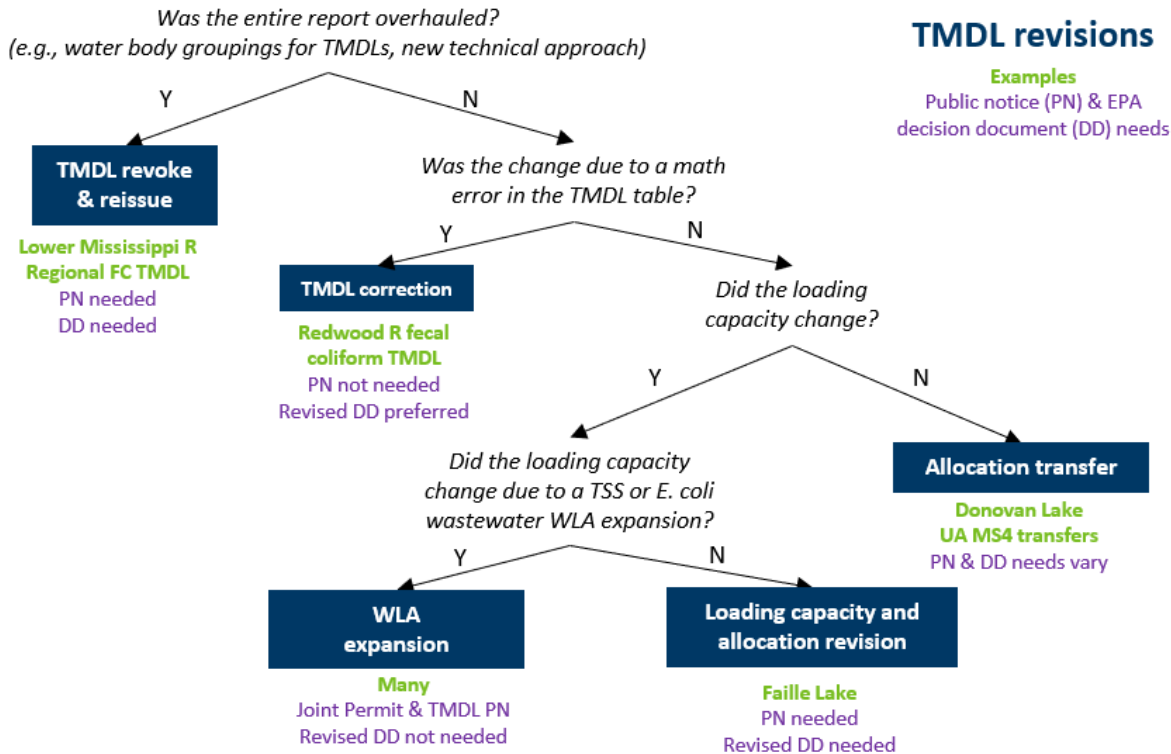 Was the entire report overhauled?
(e.g., water body groupings for TMDLs, new technical approach)
TMDL revisions
Examples
Public notice (PN) & EPA
decision document (DD) needs
Y
N
TMDL revoke
& reissue
Lower Mississippi R
Regional FC TMDL
PN needed
DD needed
Was the change due to a math
error in the TMDL table?
Y
N
TMDL correction
Redwood R fecal
coliform TMDL
PN not needed
Revised DD preferred
Did the loading
capacity change?
Y
N
Did the loading capacity
change due to a TSS or E. coli
wastewater WLA expansion?
Allocation transfer
Donovan Lake
UA MS4 transfers
PN & DD needs vary
Y
N
WLA
expansion
Many
Joint Permit & TMDL PN
Revised DD not needed
Loading capacity and
allocation revision
Faille Lake
PN needed
Revised DD needed